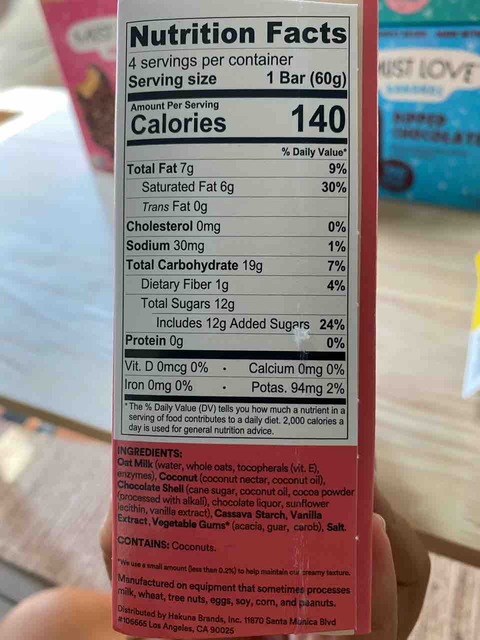 Nutrition Facts
4 servings per container
Serving size 1 Bar (60g)
Amount Per Serving
Calories 140
% Daily Value*
Total Fat 7g 9%
Saturated Fat 6g 30%
Trans Fat 0g
Cholesterol 0mg 0%
Sodium 30mg 1%
Total Carbohydrate 19g 7%
Dietary Fiber 1g 4%
Total Sugars 12g
Includes 12g Added Sugars 24%
Protein 0g 0%
Vit. D 0mcg 0% • Calcium 0mg 0%
Iron 0mg 0% • Potas. 94mg 2%
*The % Daily Value (DV) tells you how much a nutrient in a
serving of food contributes to a daily diet. 2,000 calories a
day is used for general nutrition advice.
INGREDIENTS:
Oat Milk (water, whole oats, tocopherols (vit. E),
enzymes), Coconut (coconut nectar, coconut oil),
Chocolate Shell (cane sugar, coconut oil, cocoa powder
(processed with alkali), chocolate liquor, sunflower
lecithin, vanilla extract), Cassava Starch, Vanilla
Extract, Vegetable Gums* (acacia, guar, carob), Salt.
CONTAINS: Coconuts.
*We use a small amount (less than 0.2%) to help maintain our creamy texture.
Manufactured on equipment that sometimes processes
milk, wheat, tree nuts, eggs, soy, corn, and peanuts.
Distributed by Hakuna Brands, Inc. 11870 Santa Monica Blvd
#106565 Los Angeles, CA 90025
MUST LOVE
DIPPED
CHOCOLATE